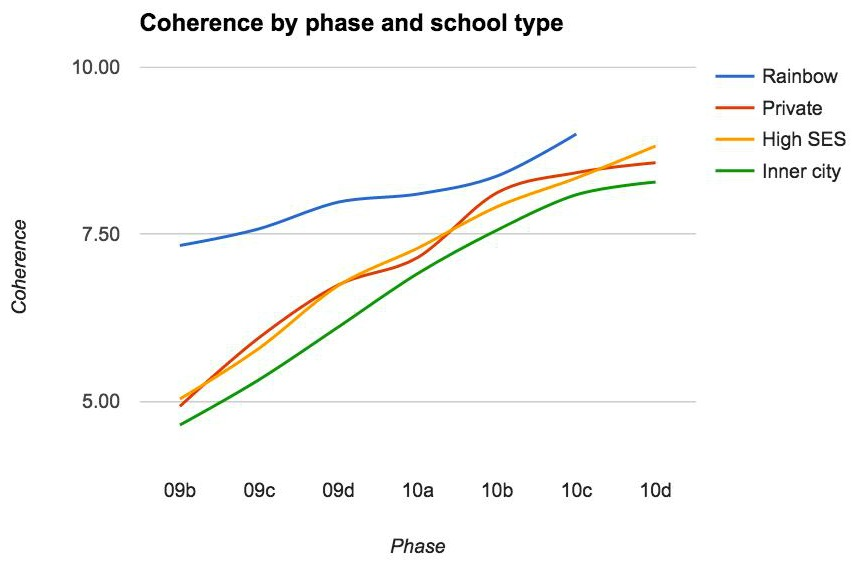 Coherence by phase and school type
10.00
7.50
5.00
Coherence
09b 09c 09d 10a 10b 10c 10d
Phase
Rainbow
Private
High SES
Inner city